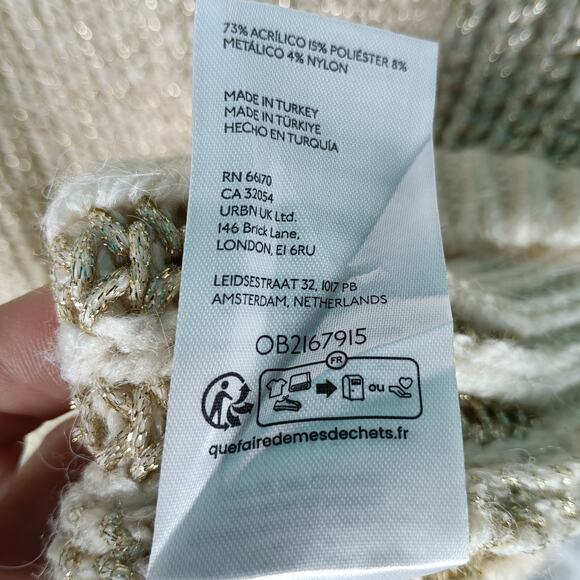 73% ACRÍLICO 15% POLIÉSTER 8%
METÁLICO 4% NYLON
MADE IN TURKEY
MADE IN TÜRKIYE
HECHO EN TURQUÍA
RN 66170
CA 32054
URBN UK Ltd.
146 Brick Lane,
LONDON, E1 6RU
LEIDSESTRAAT 32, 1017 PB
AMSTERDAM, NETHERLANDS
OB2167915
FR
ou
quefairedemesdechets.fr